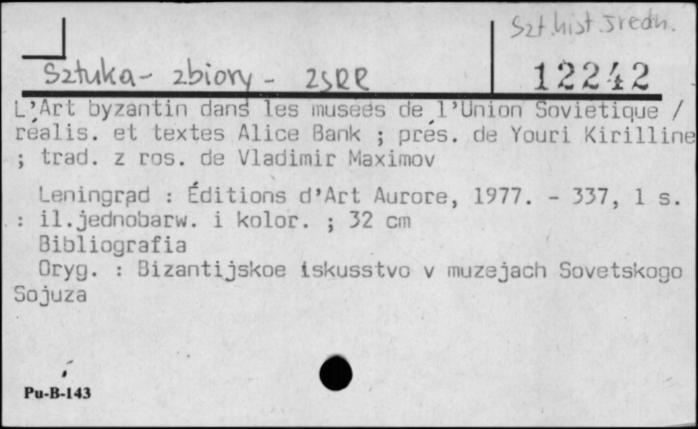 Szt.hist.średn.
Sztuka - zbiory - ZSRR
12242
L'Art byzantin dans les musées de l'Union Soviétique /
réalis. et textes Alice Bank ; prés. de Youri Kirilline
; trad. z ros. de Vladimir Maximov
Leningrad : Éditions d'Art Aurore, 1977. - 337, 1 s.
: il.jednobarw. i kolor. ; 32 cm
Bibliografia
Oryg. : Bizantijskoe iskusstvo v muzejach Sovetskogo
Sojuza
Pu-B-143